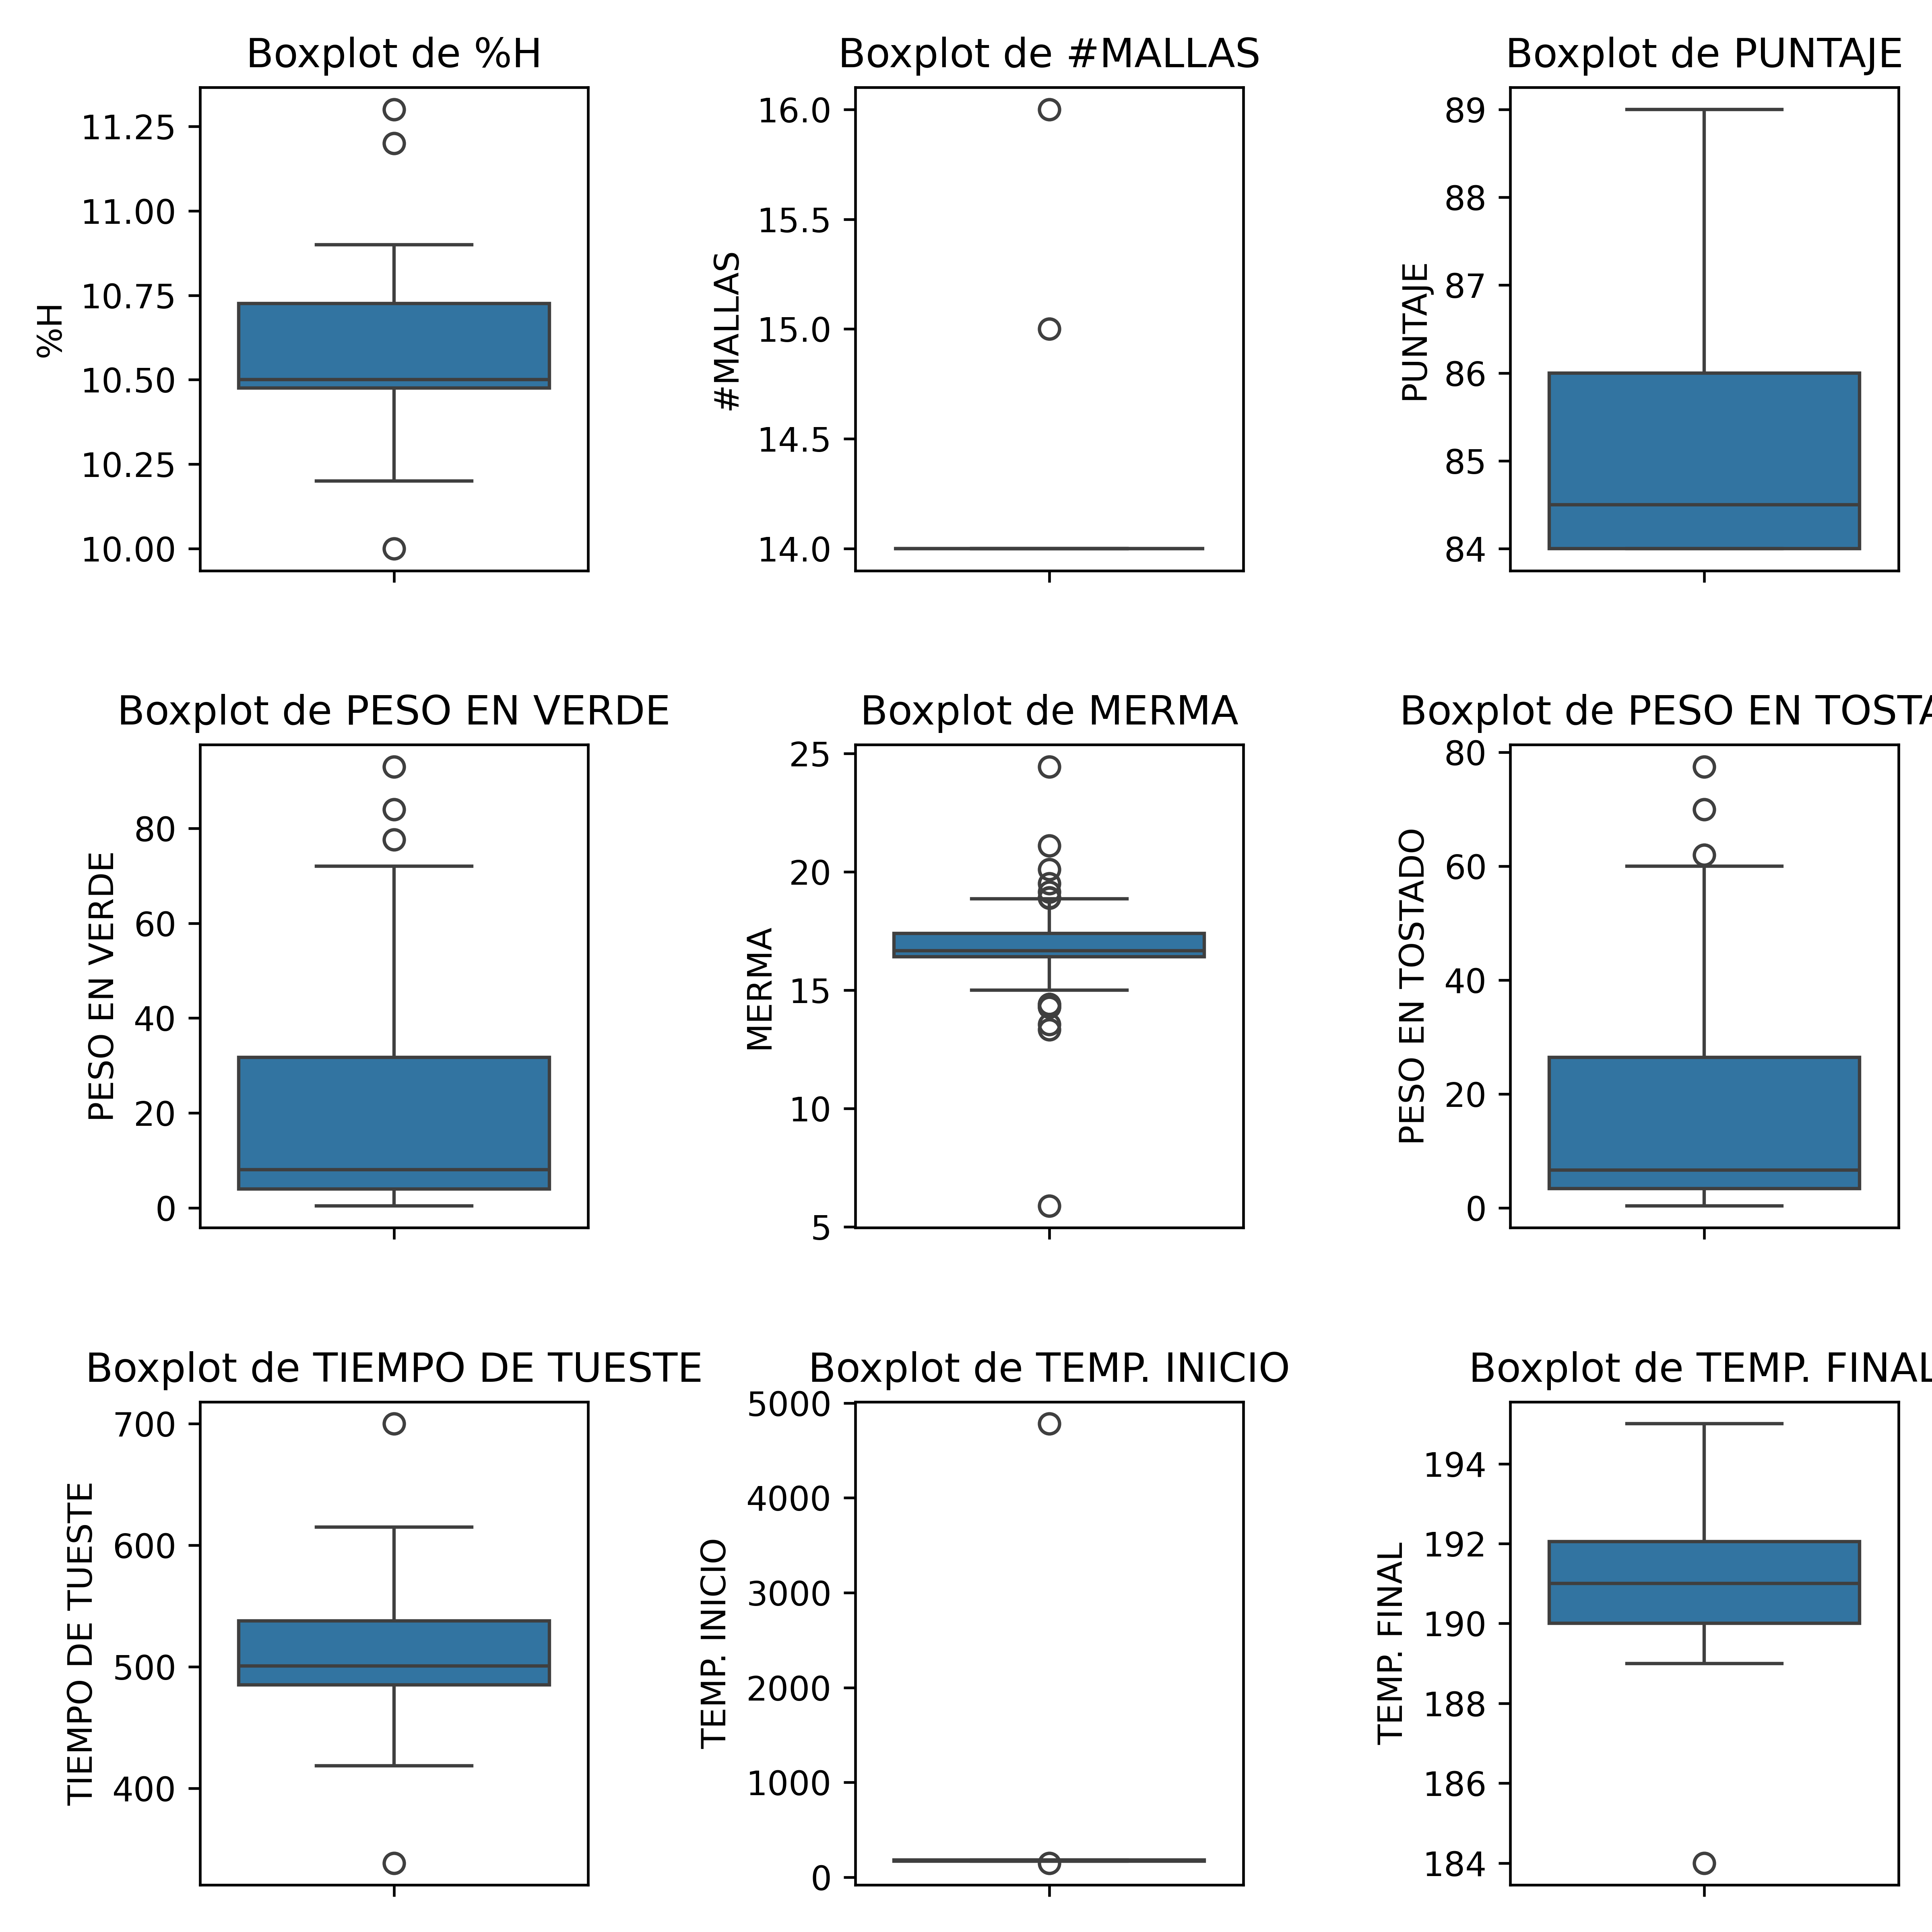 Boxplot de %H
11.25
11.00
10.75
10.50
10.25
10.00
%H
Boxplot de #MALLAS
16.0
15.5
15.0
14.5
14.0
#MALLAS
Boxplot de PUNTAJE
89
88
87
86
85
84
PUNTAJE
Boxplot de PESO EN VERDE
80
60
40
20
0
PESO EN VERDE
Boxplot de MERMA
25
20
15
10
5
MERMA
Boxplot de PESO EN TOSTA
80
60
40
20
0
PESO EN TOSTADO
Boxplot de TIEMPO DE TUESTE
700
600
500
400
TIEMPO DE TUESTE
Boxplot de TEMP. INICIO
5000
4000
3000
2000
1000
0
TEMP. INICIO
Boxplot de TEMP. FINAL
194
192
190
188
186
184
TEMP. FINAL